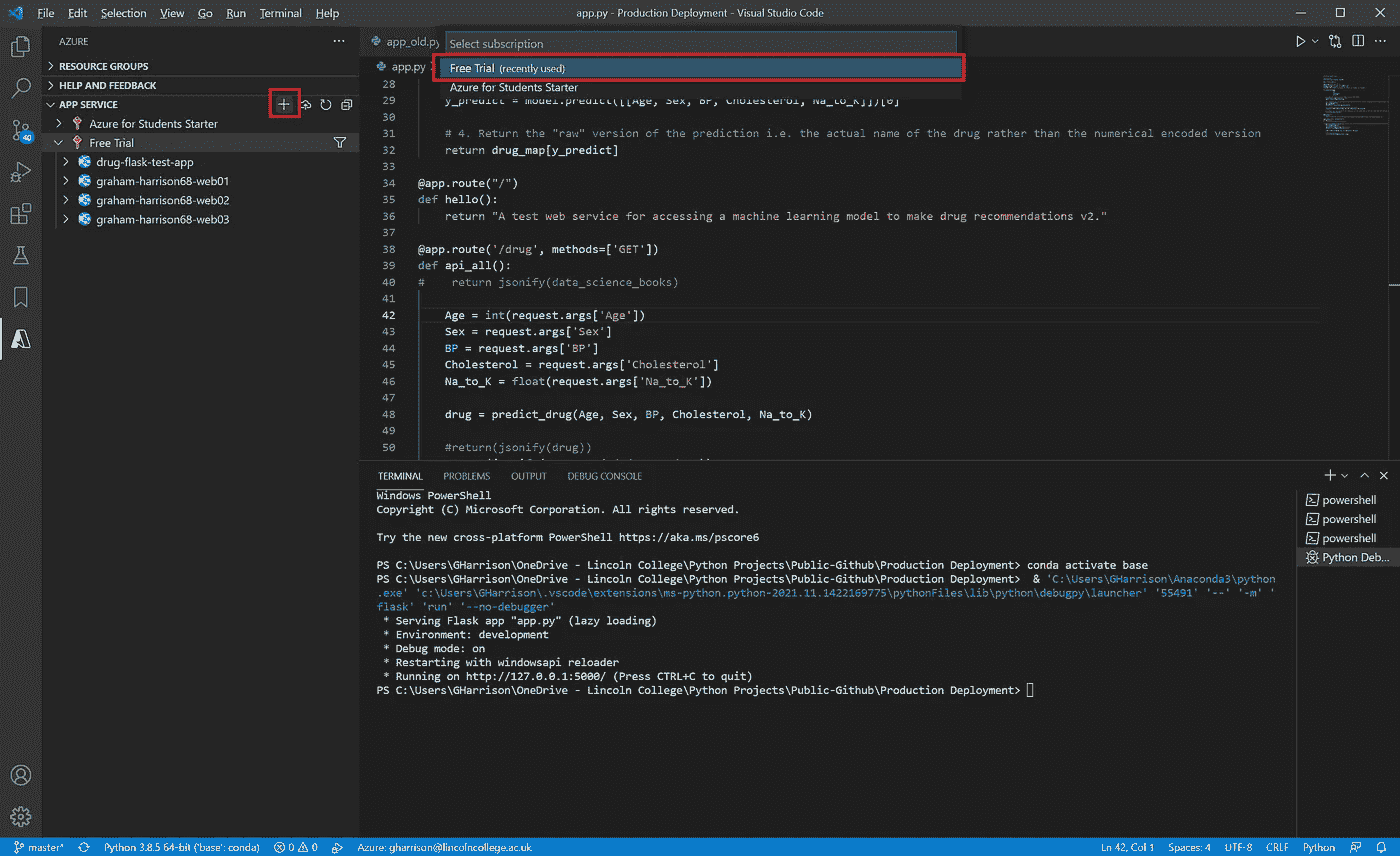 File Edit Selection View Go Run Terminal Help
app.py - Production Deployment - Visual Studio Code
AZURE
RESOURCE GROUPS
HELP AND FEEDBACK
APP SERVICE
Azure for Students Starter
Free Trial
drug-flask-test-app
graham-harrison68-web01
graham-harrison68-web02
graham-harrison68-web03
40
app_old.py
Select subscription
app.py
Free Trial (recently used)
Azure for Students Starter
28
29 y_predict = model.predict([[Age, Sex, BP, Cholesterol, Na_to_K]])[0]
30
31 # 4. Return the "raw" version of the prediction i.e. the actual name of the drug rather than the numerical encoded version
32 return drug_map[y_predict]
33
34 @app.route("/")
35 def hello():
36 return "A test web service for accessing a machine learning model to make drug recommendations v2."
37
38 @app.route('/drug', methods=['GET'])
39 def api_all():
40 # return jsonify(data_science_books)
41
42 Age = int(request.args['Age'])
43 Sex = request.args['Sex']
44 BP = request.args['BP']
45 Cholesterol = request.args['Cholesterol']
46 Na_to_K = float(request.args['Na_to_K'])
47
48 drug = predict_drug(Age, Sex, BP, Cholesterol, Na_to_K)
49
50 #return(jsonify(drug))
TERMINAL PROBLEMS OUTPUT DEBUG CONSOLE
Windows PowerShell
Copyright (C) Microsoft Corporation. All rights reserved.
Try the new cross-platform PowerShell https://aka.ms/pscore6
PS C:\Users\GHarrison\OneDrive - Lincoln College\Python Projects\Public-Github\Production Deployment> conda activate base
PS C:\Users\GHarrison\OneDrive - Lincoln College\Python Projects\Public-Github\Production Deployment> & 'C:\Users\GHarrison\Anaconda3\python
.exe' 'c:\Users\GHarrison\.vscode\extensions\ms-python.python-2021.11.1422169775\pythonFiles\lib\python\debugpy\launcher' '55491' '--' '-m' '
flask' 'run' '--no-debugger'
* Serving Flask app "app.py" (lazy loading)
* Environment: development
* Debug mode: on
* Restarting with windowsapi reloader
* Running on http://127.0.0.1:5000/ (Press CTRL+C to quit)
PS C:\Users\GHarrison\OneDrive - Lincoln College\Python Projects\Public-Github\Production Deployment>
powershell
powershell
powershell
Python Deb...
master* Python 3.8.5 64-bit ('base': conda) 0 0 Azure: gharrison@lincolncollege.ac.uk Ln 42, Col 1 Spaces: 4 UTF-8 CRLF Python